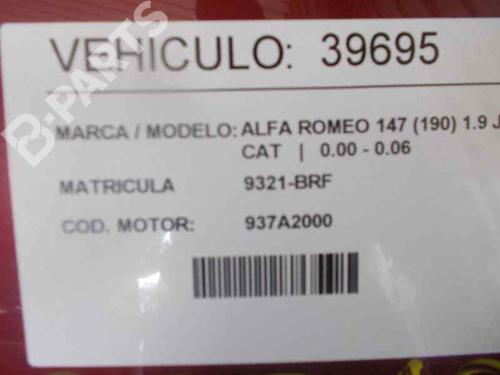 VEHICULO: 39695
MARCA / MODELO: ALFA ROMEO 147 (190) 1.9 J
CAT | 0.00 - 0.06
MATRICULA 9321-BRF
COD. MOTOR: 937A2000
B-PARTS
B-PARTS